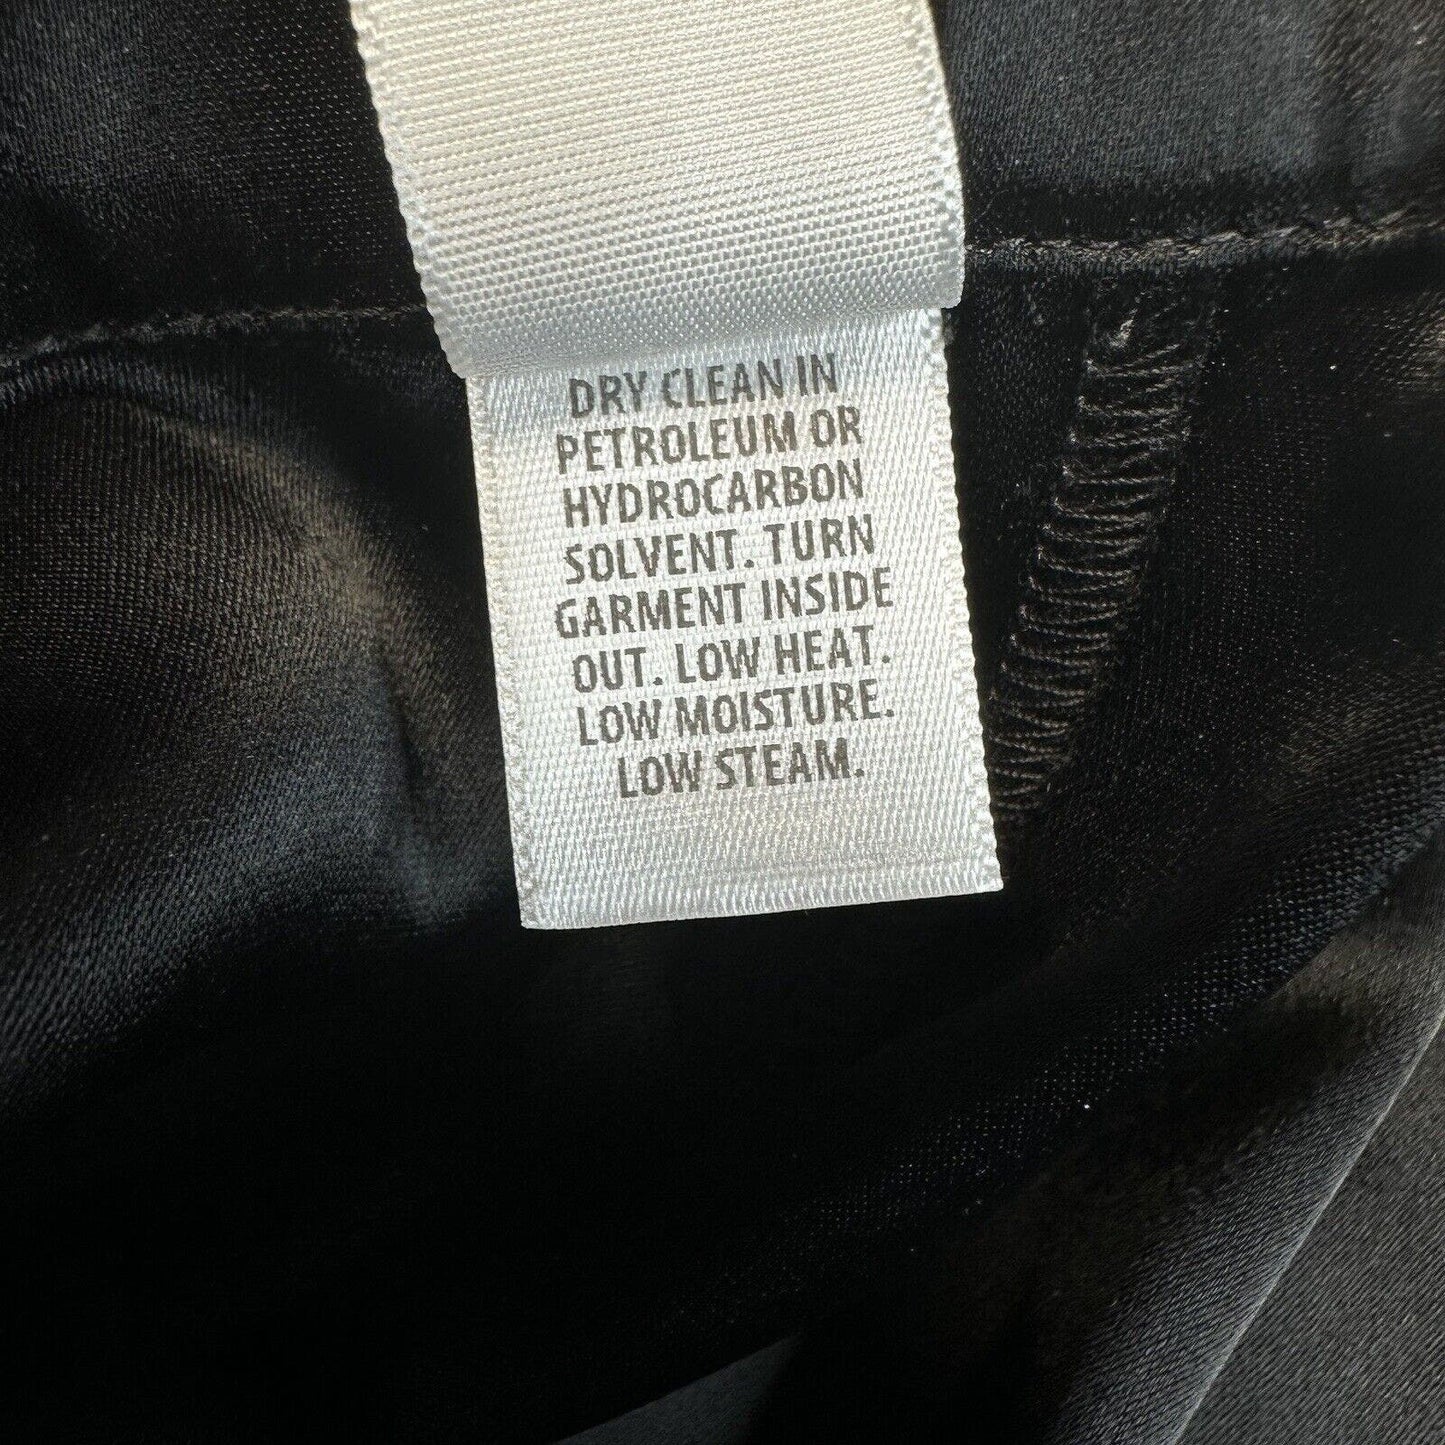 DRY CLEAN IN
PETROLEUM OR
HYDROCARBON
SOLVENT. TURN
GARMENT INSIDE
OUT. LOW HEAT.
LOW MOISTURE.
LOW STEAM.